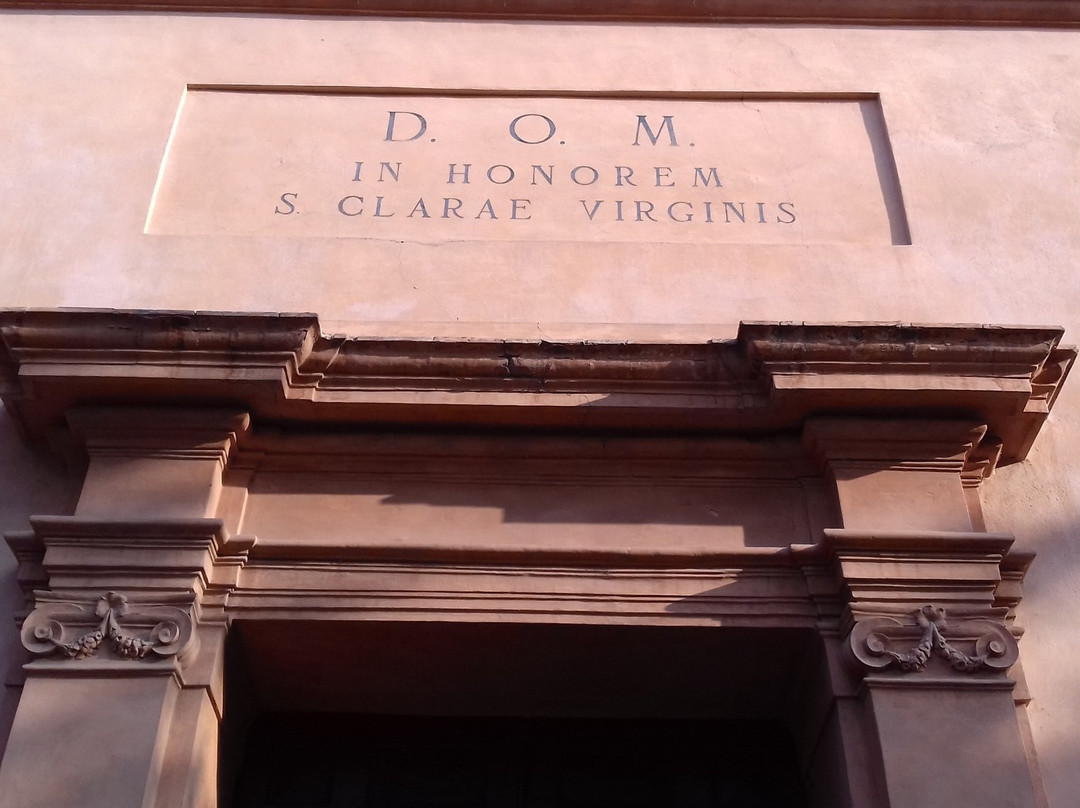 D. O. M.
IN HONOREM
S. CLARAE VIRGINIS